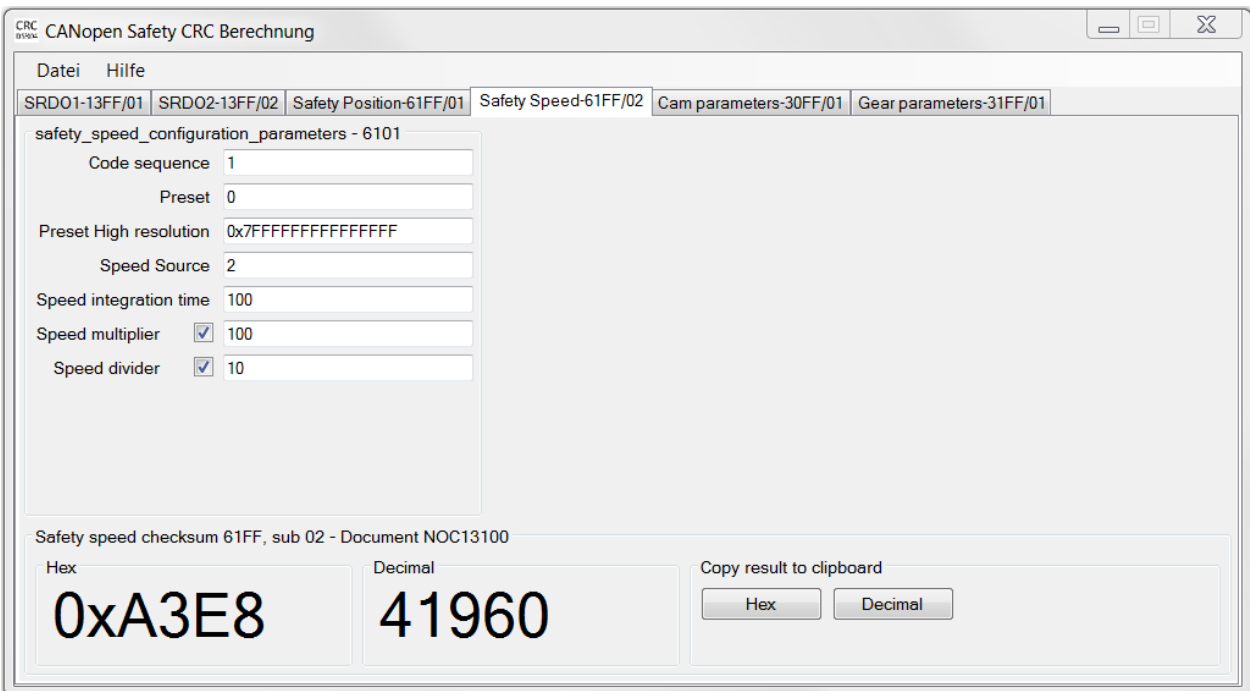 CRC CANopen Safety CRC Berechnung
Datei Hilfe
SRDO1-13FF/01 SRDO2-13FF/02 Safety Position-61FF/01 Safety Speed-61FF/02 Cam parameters-30FF/01 Gear parameters-31FF/01
safety_speed_configuration_parameters - 6101
Code sequence 1
Preset 0
Preset High resolution 0x7FFFFFFFFFFFFFFF
Speed Source 2
Speed integration time 100
Speed multiplier 100
Speed divider 10
Safety speed checksum 61FF, sub 02 - Document NOC13100
Hex Decimal Copy result to clipboard
0xA3E8 41960 Hex Decimal